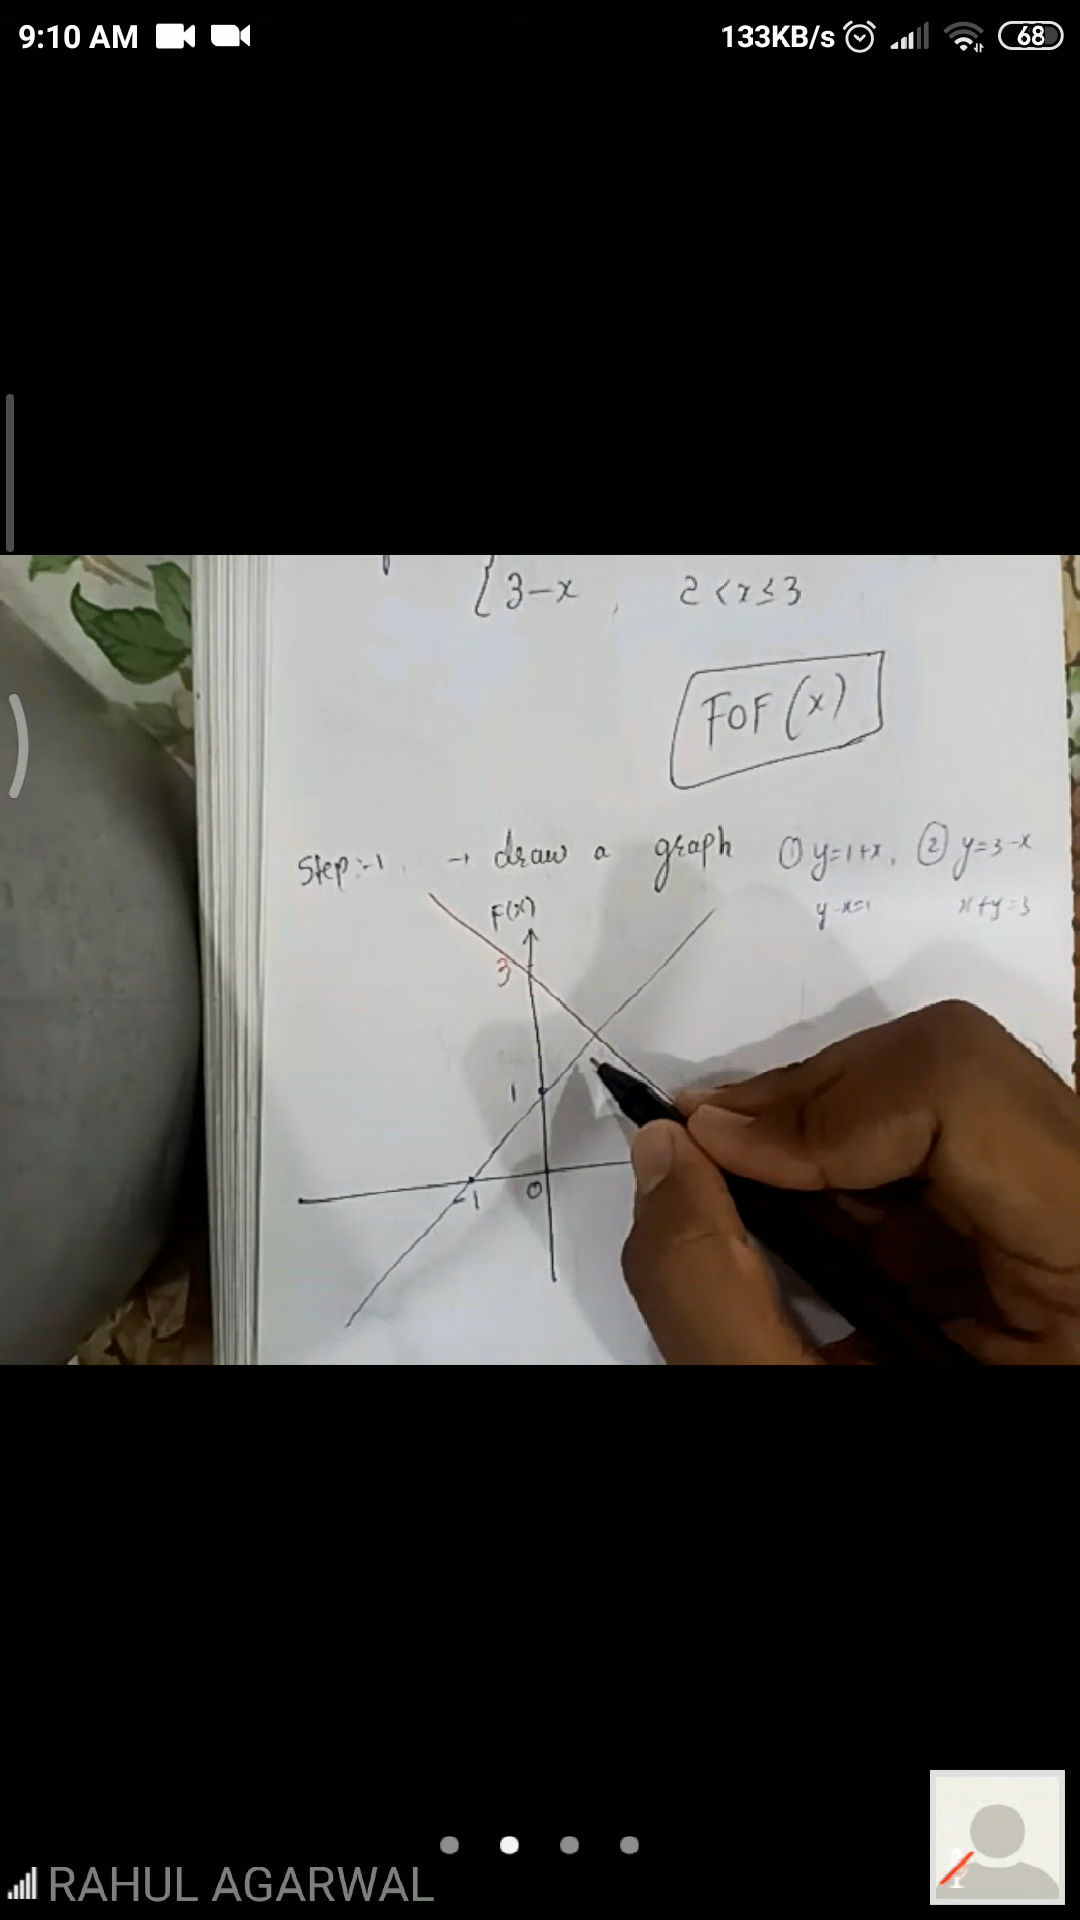 9:10 AM 133KB/s 68
3-x , 2<x≤3
FOF(x)
Step:-1. → draw a graph ① y=1+x, ② y=3-x
y-x=1 x+y=3
F(x)
3
1
-1 0
RAHUL AGARWAL